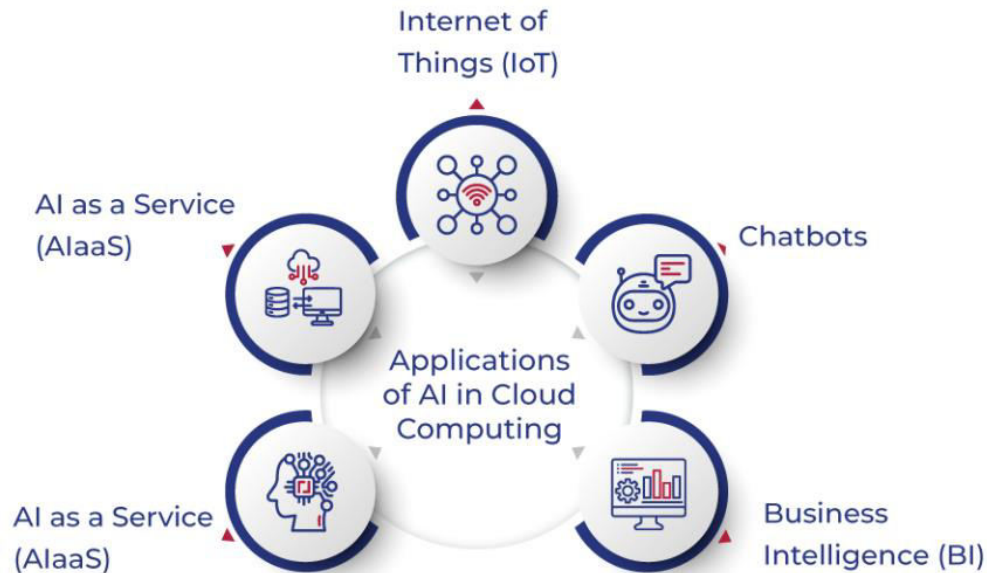 Internet of
Things (IoT)
AI as a Service
(AIaaS)
Chatbots
Applications
of AI in Cloud
Computing
AI as a Service
(AIaaS)
Business
Intelligence (BI)